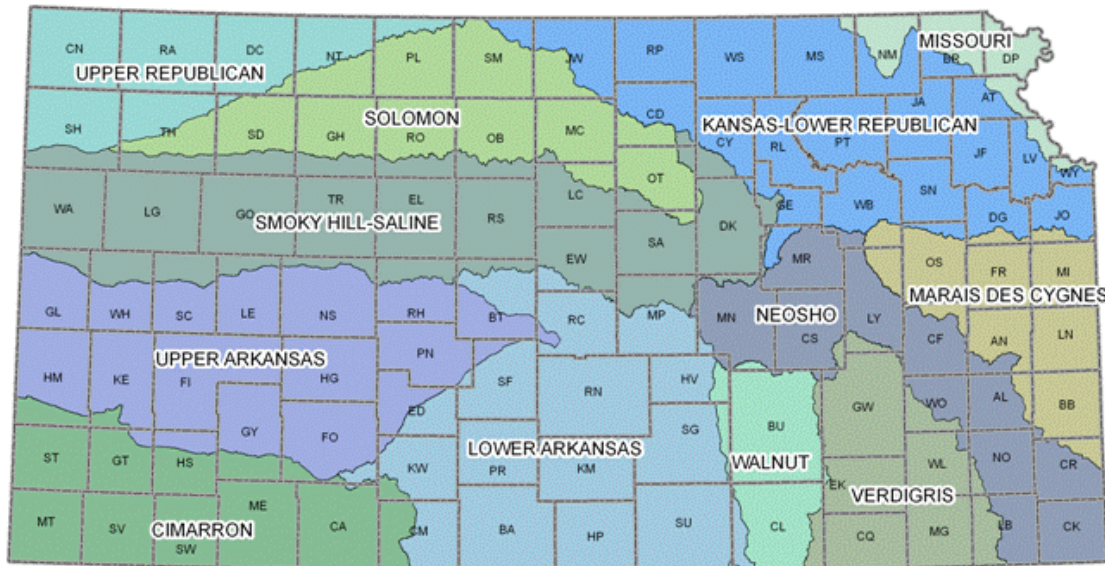 CN RA DC NT PL SM JW RP WS MS NM BR DP
MISSOURI
UPPER REPUBLICAN
SH TH SD GH RO OB MC CD CY RL PT JA AT
SOLOMON
KANSAS-LOWER REPUBLICAN
OT JF LV WY
WA LG GO TR EL RS LC SA DK GE WB SN DG JO
SMOKY HILL-SALINE
EW MR OS FR MI
MARAIS DES CYGNES
GL WH SC LE NS RH BT RC MP MN CS LY CF AN LN
NEOSHO
UPPER ARKANSAS
HM KE FI HG PN SF RN HV BU GW WO AL BB
GY FO ED SG
LOWER ARKANSAS
WALNUT
ST GT HS KW PR KM EK WL NO CR
VERDIGRIS
MT SV SW ME CA CM BA HP SU CL CQ MG LB CK
CIMARRON